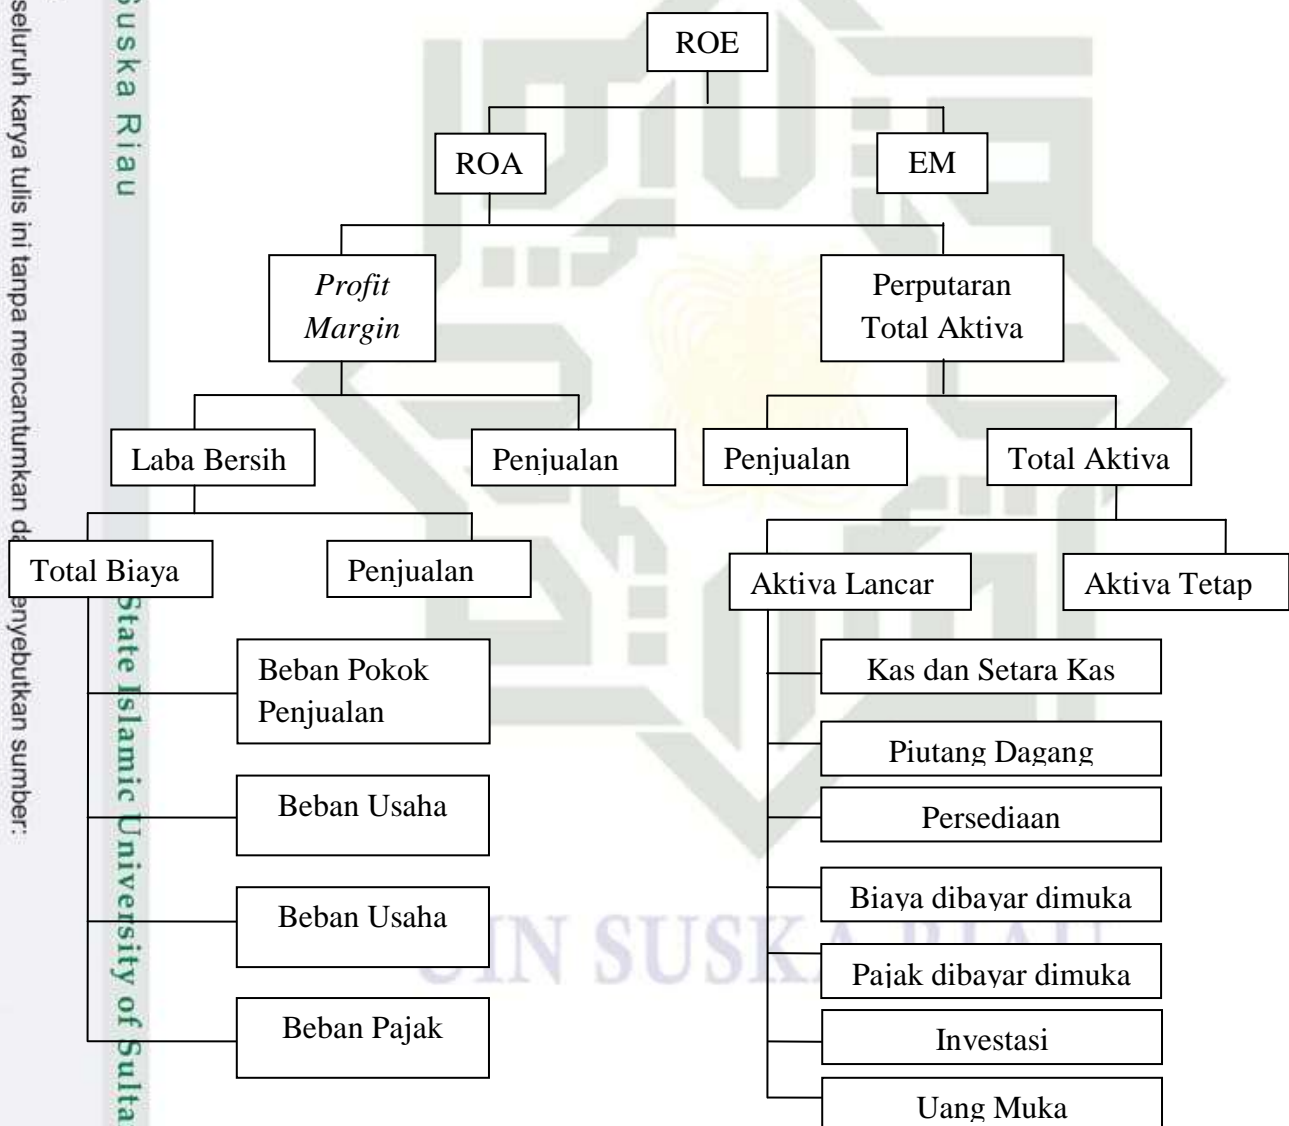 ROE
ROA
EM
Profit
Margin
Perputaran
Total Aktiva
Laba Bersih
Penjualan
Penjualan
Total Aktiva
Total Biaya
Penjualan
Aktiva Lancar
Aktiva Tetap
Beban Pokok
Penjualan
Beban Usaha
Beban Usaha
Beban Pajak
Kas dan Setara Kas
Piutang Dagang
Persediaan
Biaya dibayar dimuka
Pajak dibayar dimuka
Investasi
Uang Muka
UIN SUSKA RIAU
Suska Riau
State Islamic University of Sulta
seluruh karya tulis ini tanpa mencantumkan da enyebutkan sumber: